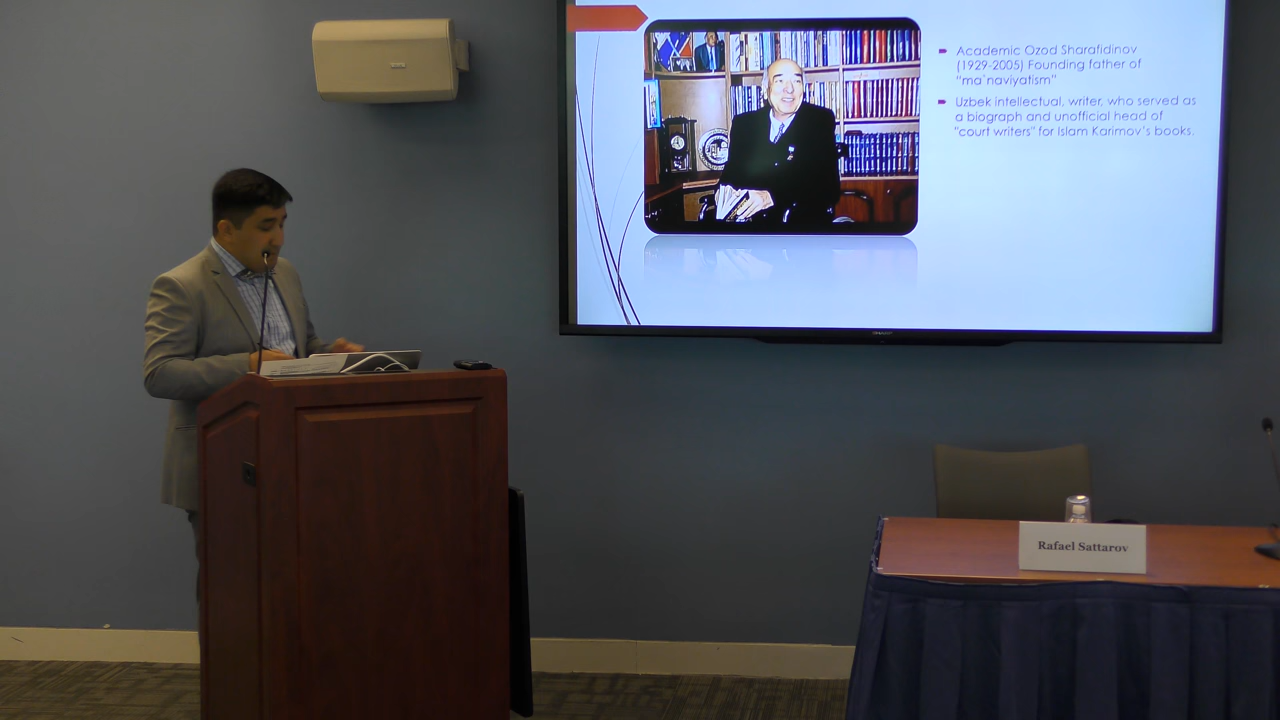 Academic Ozod Sharafidinov
(1929-2005) Founding father of
"ma`naviyatism"
Uzbek intellectual, writer, who served as
a biograph and unofficial head of
"court writers" for Islam Karimov's books.
Rafael Sattarov